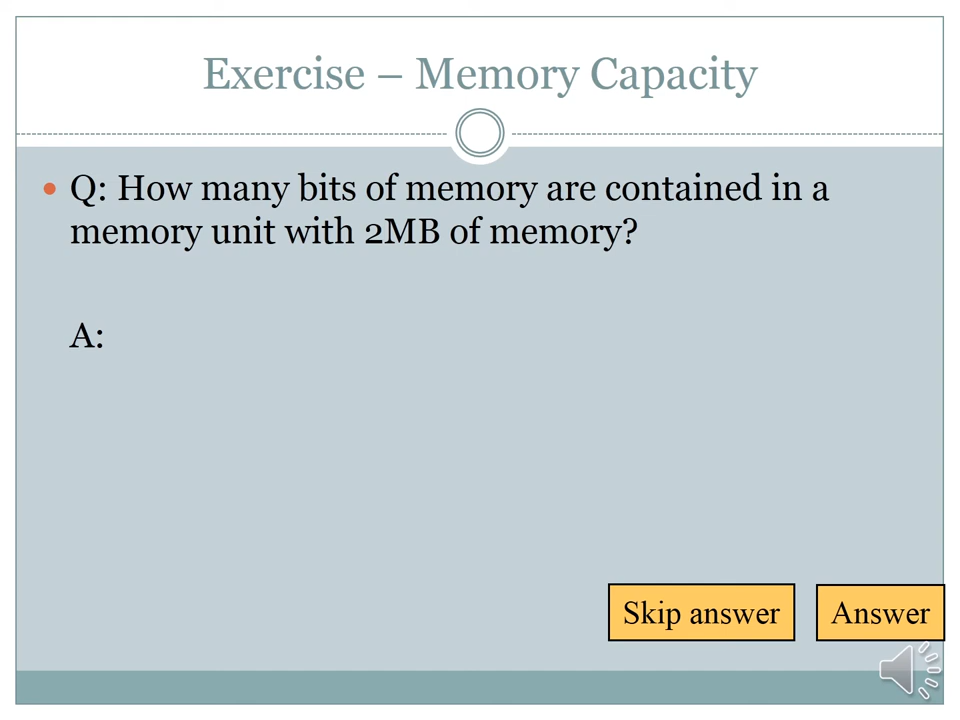 Exercise – Memory Capacity
• Q: How many bits of memory are contained in a
memory unit with 2MB of memory?
A:
Skip answer
Answer